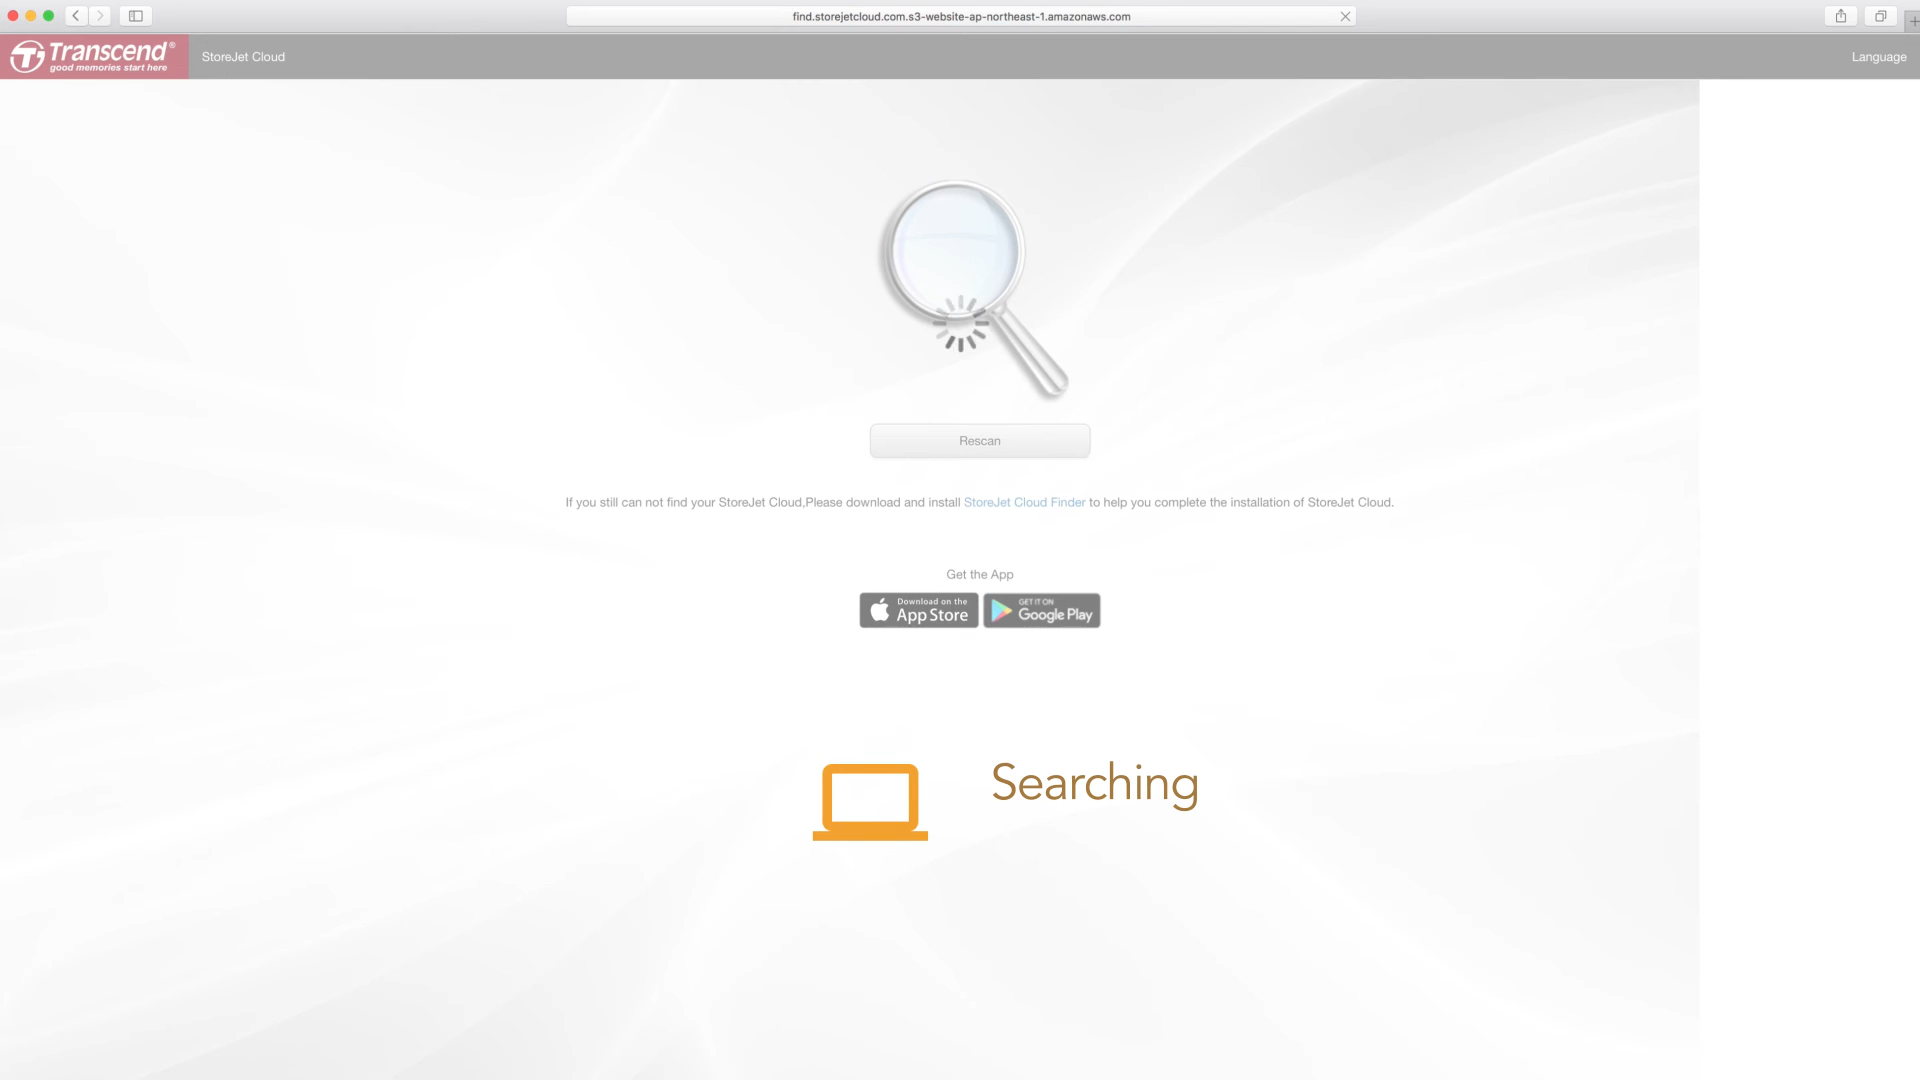 find.storejetcloud.com.s3-website-ap-northeast-1.amazonaws.com
Transcend®
good memories start here
StoreJet Cloud
Language
Rescan
If you still can not find your StoreJet Cloud,Please download and install StoreJet Cloud Finder to help you complete the installation of StoreJet Cloud.
Get the App
Download on the
App Store
GET IT ON
Google Play
Searching